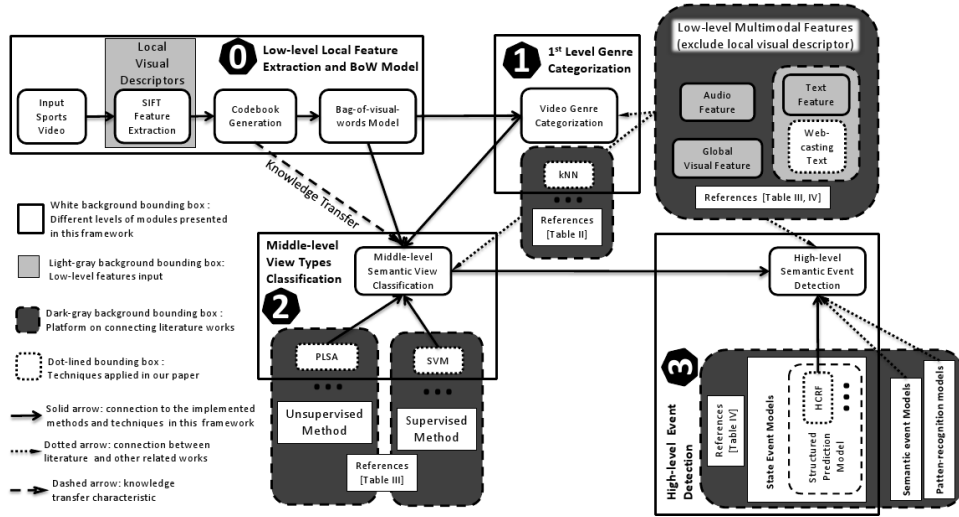 0
Low-level Local Feature
Extraction and BoW Model
Local
Visual
Descriptors
Input
Sports
Video
SIFT
Feature
Extraction
Codebook
Generation
Bag-of-visual-
words Model
Knowledge Transfer
1
1st Level Genre
Categorization
Video Genre
Categorization
kNN
References
[Table II]
Low-level Multimodal Features
(exclude local visual descriptor)
Audio
Feature
Text
Feature
Global
Visual Feature
Web-
casting
Text
References [Table III, IV]
White background bounding box :
Different levels of modules presented
in this framework
Light-gray background bounding box:
Low-level features input
Dark-gray background bounding box :
Platform on connecting literature works
Dot-lined bounding box :
Techniques applied in our paper
Solid arrow: connection to the implemented
methods and techniques in this framework
Dotted arrow: connection between
literature and other related works
Dashed arrow: knowledge
transfer characteristic
Middle-level
View Types
Classification
2
Middle-level
Semantic View
Classification
PLSA
SVM
Unsupervised
Method
Supervised
Method
References
[Table III]
High-level
Semantic Event
Detection
3
High-level Event
Detection
References
[Table IV]
State Event Models
HCRF
Structured
Prediction
Model
Semantic event Models
Patten-recognition models